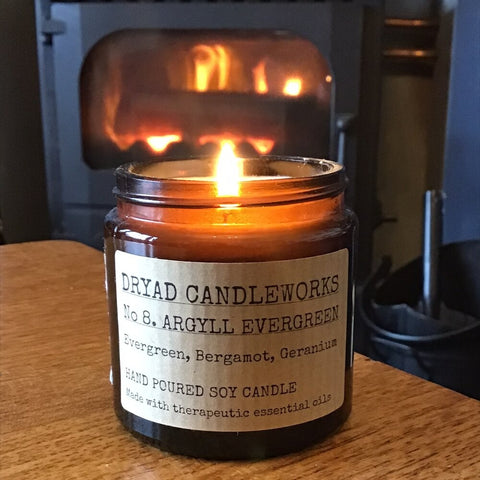 DRYAD CANDLEWORKS
No 8. ARGYLL EVERGREEN
Evergreen, Bergamot, Geranium
HAND POURED SOY CANDLE
Made with therapeutic essential oils